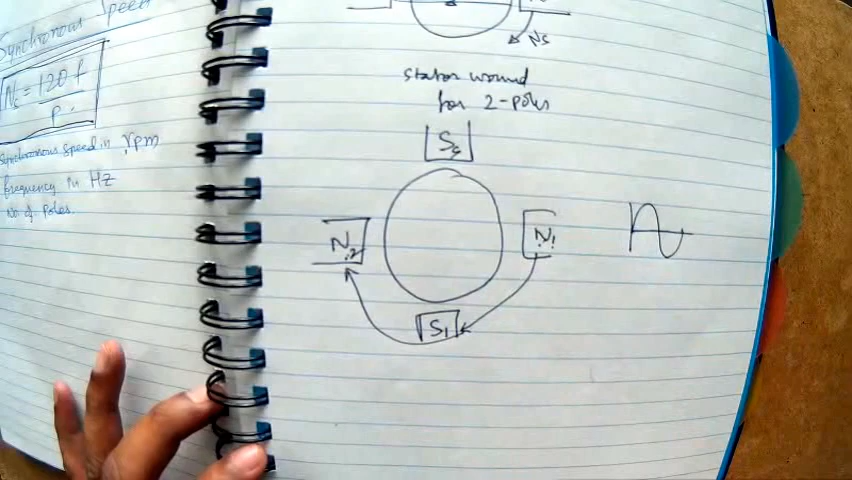 Synchronous Speed
Ns = 120 f
P
Synchronous speed in rpm
frequency in Hz
No. of Poles.
Ns
Stator wound
for 2-poles
S2
N2
N1
S1